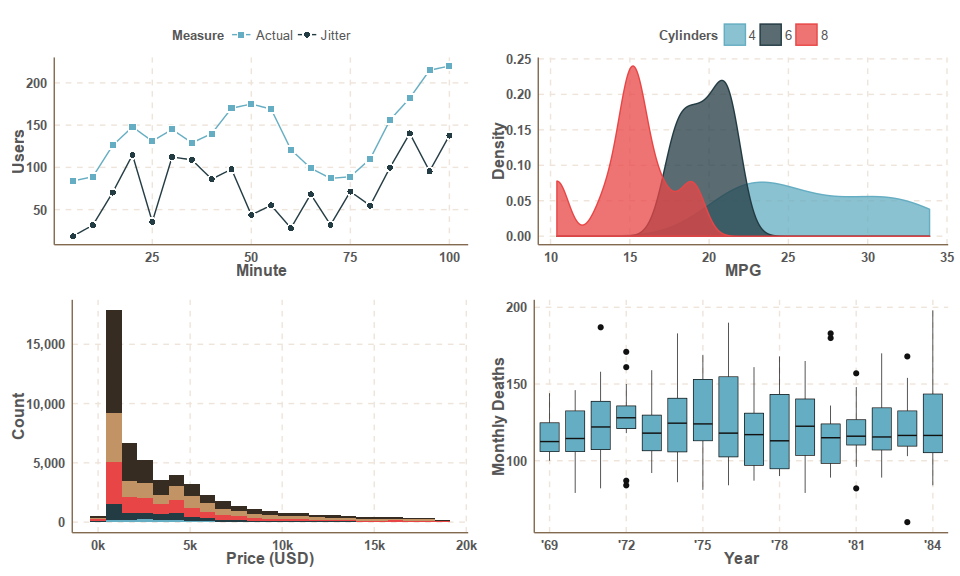 Measure Actual Jitter
Users
200
150
100
50
25 50 75 100
Minute
Cylinders 4 6 8
Density
0.25
0.20
0.15
0.10
0.05
0.00
10 15 20 25 30 35
MPG
Count
15,000
10,000
5,000
0
0k 5k 10k 15k 20k
Price (USD)
Monthly Deaths
200
150
100
'69 '72 '75 '78 '81 '84
Year